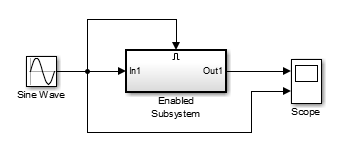 In1
Out1
Sine Wave
Enabled
Subsystem
Scope